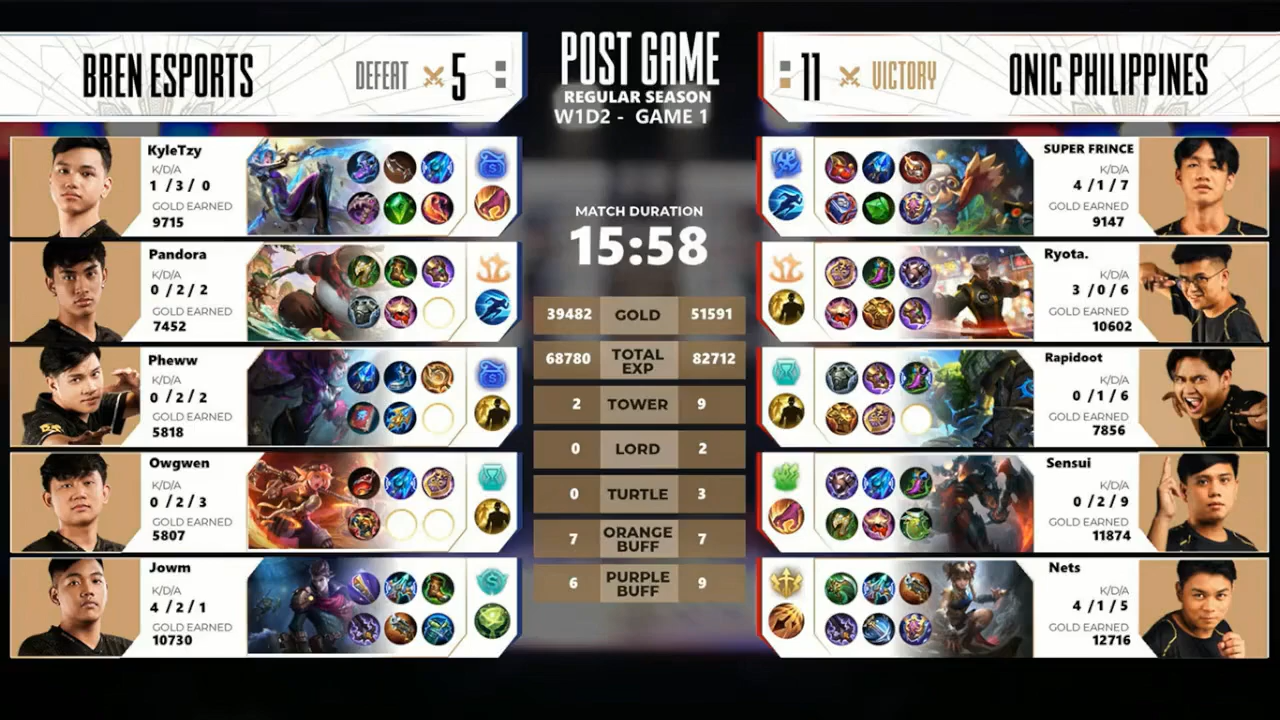 BREN ESPORTS
DEFEAT 5
POST GAME
REGULAR SEASON
W1D2 - GAME 1
11 VICTORY
ONIC PHILIPPINES
KyleTzy
K/D/A
1 / 3 / 0
GOLD EARNED
9715
Pandora
K/D/A
0 / 2 / 2
GOLD EARNED
7452
Pheww
K/D/A
0 / 2 / 2
GOLD EARNED
5818
Owgwen
K/D/A
0 / 2 / 3
GOLD EARNED
5807
Jowm
K/D/A
4 / 2 / 1
GOLD EARNED
10730
MATCH DURATION
15:58
39482 GOLD 51591
68780 TOTAL EXP 82712
2 TOWER 9
0 LORD 2
0 TURTLE 3
7 ORANGE BUFF 7
6 PURPLE BUFF 9
SUPER FRINCE
K/D/A
4 / 1 / 7
GOLD EARNED
9147
Ryota.
K/D/A
3 / 0 / 6
GOLD EARNED
10602
Rapidoot
K/D/A
0 / 1 / 6
GOLD EARNED
7856
Sensui
K/D/A
0 / 2 / 9
GOLD EARNED
11874
Nets
K/D/A
4 / 1 / 5
GOLD EARNED
12716